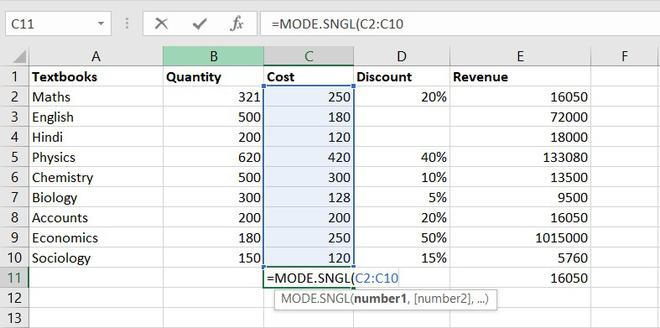 C11 fx =MODE.SNGL(C2:C10
A B C D E F
1 Textbooks Quantity Cost Discount Revenue
2 Maths 321 250 20% 16050
3 English 500 180 72000
4 Hindi 200 120 18000
5 Physics 620 420 40% 133080
6 Chemistry 500 300 10% 13500
7 Biology 300 128 5% 9500
8 Accounts 200 200 20% 16050
9 Economics 180 250 50% 1015000
10 Sociology 150 120 15% 5760
11 =MODE.SNGL(C2:C10 16050
12 MODE.SNGL(number1, [number2], ...)
13